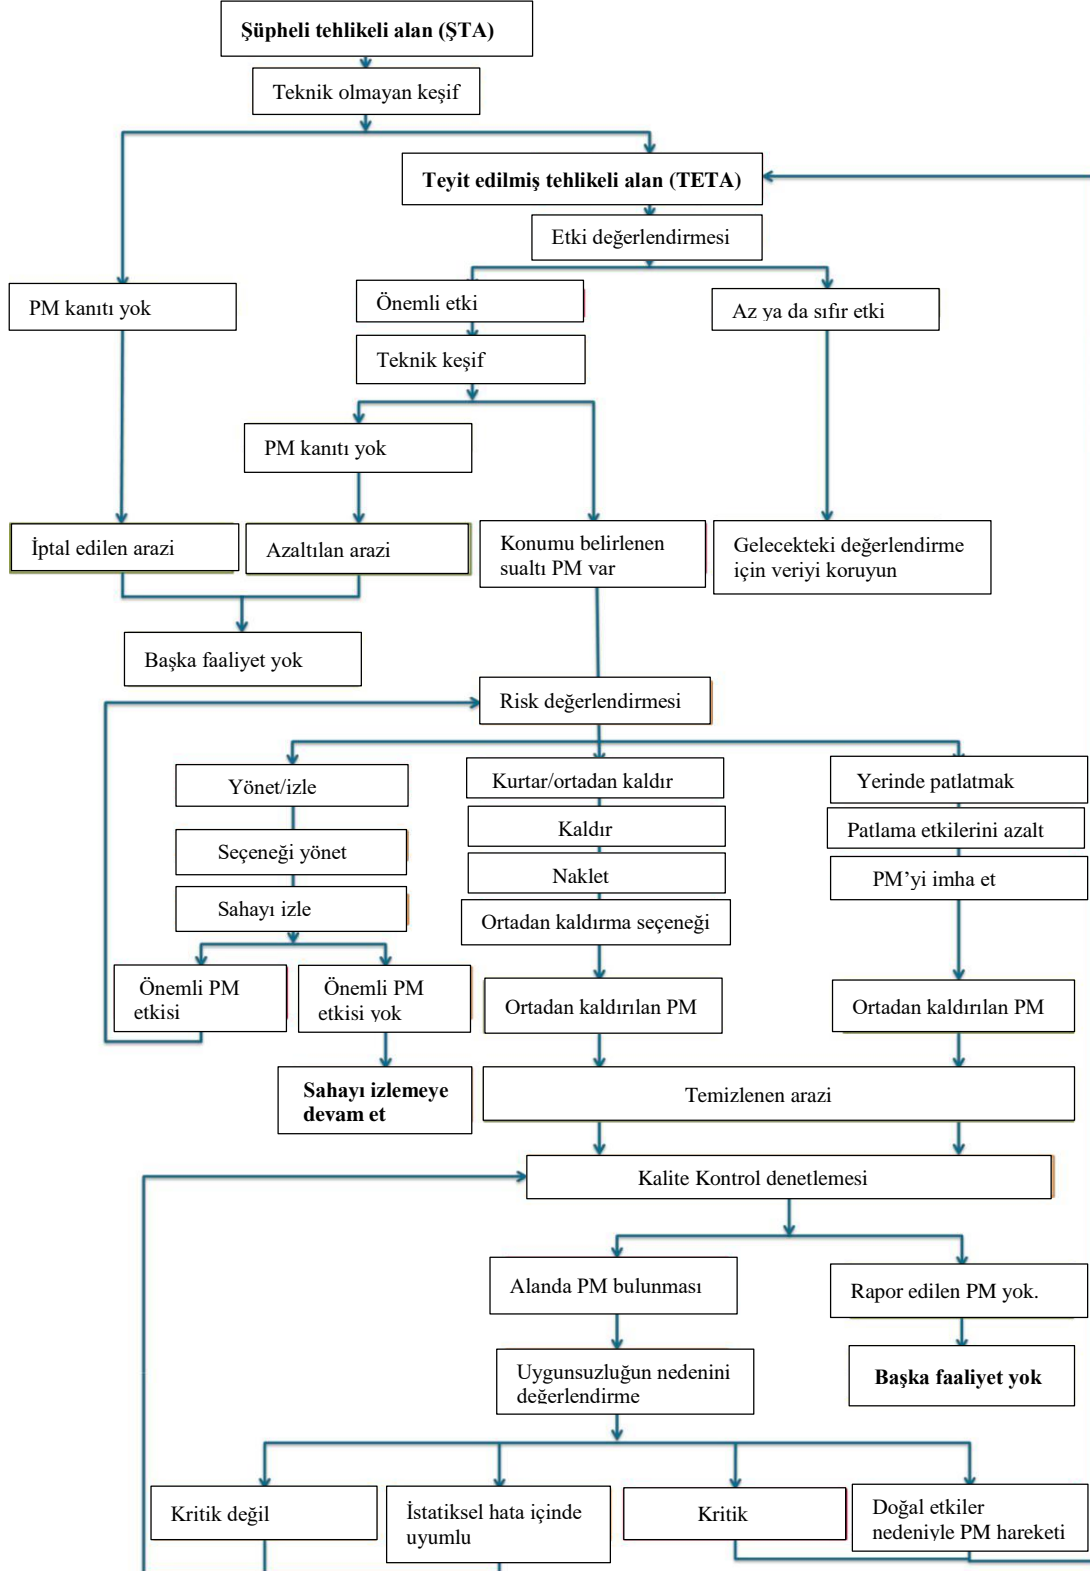 Şüpheli tehlikeli alan (ŞTA)
Teknik olmayan keşif
Teyit edilmiş tehlikeli alan (TETA)
Etki değerlendirmesi
PM kanıtı yok
Önemli etki
Az ya da sıfır etki
Teknik keşif
PM kanıtı yok
İptal edilen arazi
Azaltılan arazi
Konumu belirlenen
sualtı PM var
Gelecekteki değerlendirme
için veriyi koruyun
Başka faaliyet yok
Risk değerlendirmesi
Yönet/izle
Kurtar/ortadan kaldır
Yerinde patlatmak
Seçeneği yönet
Kaldır
Patlama etkilerini azalt
Sahayı izle
Naklet
PM’yi imha et
Ortadan kaldırma seçeneği
Önemli PM
etkisi
Önemli PM
etkisi yok
Ortadan kaldırılan PM
Ortadan kaldırılan PM
Sahayı izlemeye
devam et
Temizlenen arazi
Kalite Kontrol denetlemesi
Alanda PM bulunması
Rapor edilen PM yok.
Uygunsuzluğun nedenini
değerlendirme
Başka faaliyet yok
Kritik değil
İstatiksel hata içinde
uyumlu
Kritik
Doğal etkiler
nedeniyle PM hareketi